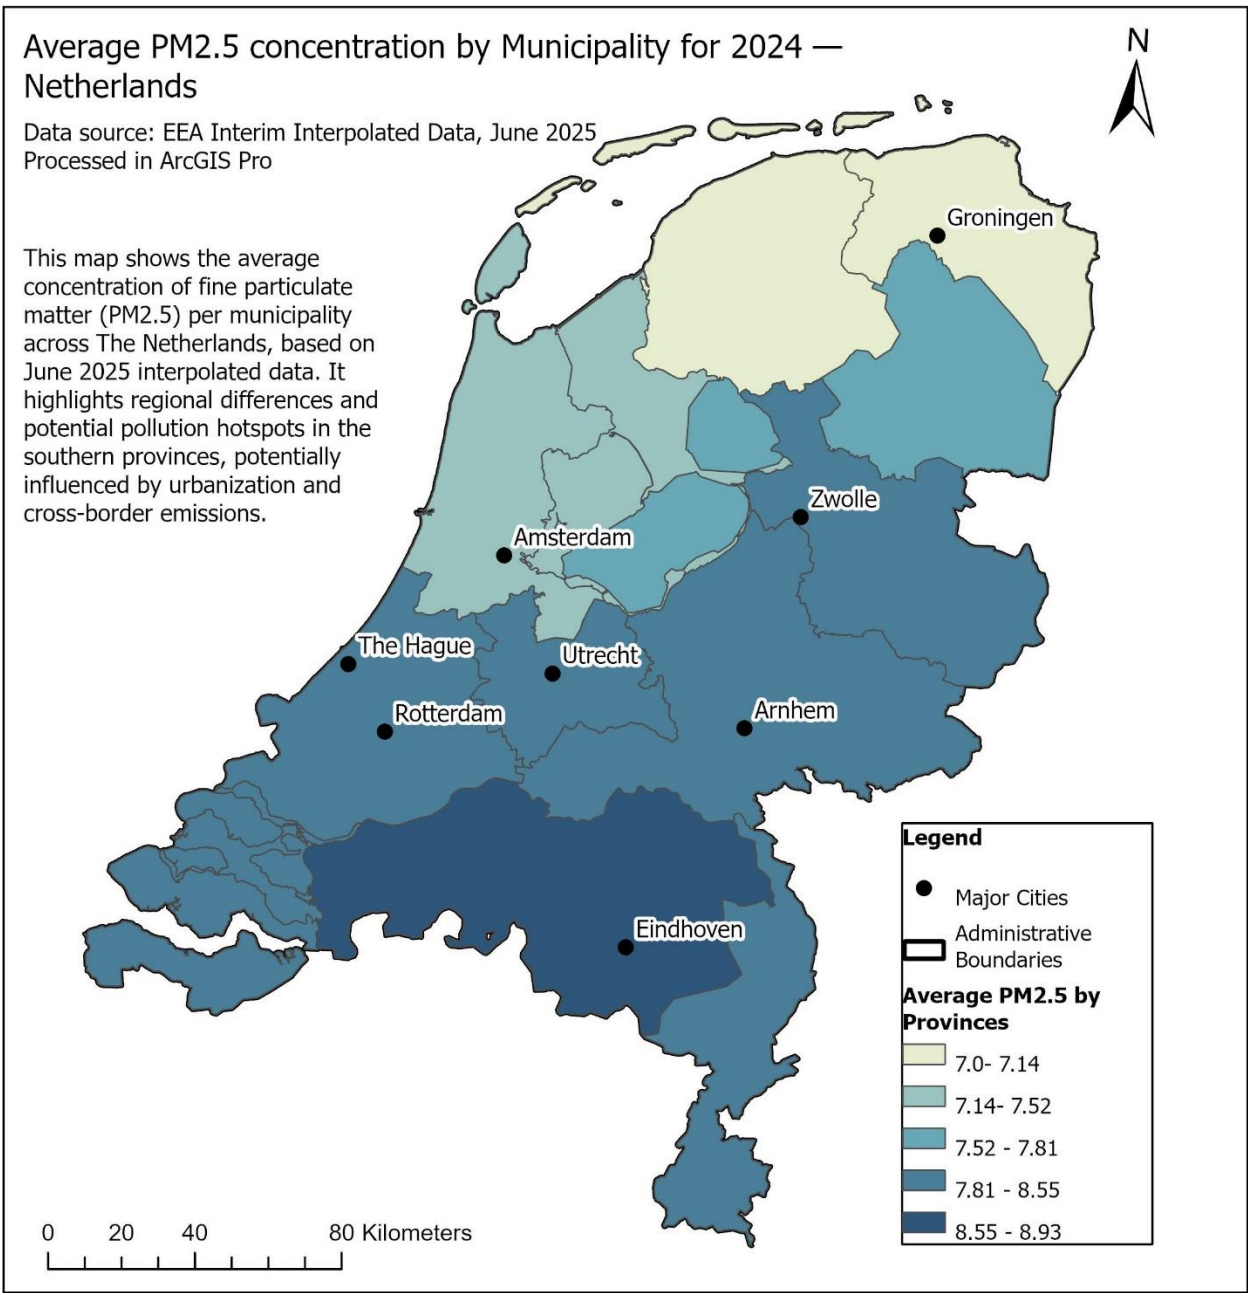 Average PM2.5 concentration by Municipality for 2024 —
Netherlands
Data source: EEA Interim Interpolated Data, June 2025
Processed in ArcGIS Pro
N
This map shows the average
concentration of fine particulate
matter (PM2.5) per municipality
across The Netherlands, based on
June 2025 interpolated data. It
highlights regional differences and
potential pollution hotspots in the
southern provinces, potentially
influenced by urbanization and
cross-border emissions.
Groningen
Zwolle
Amsterdam
The Hague
Utrecht
Rotterdam
Arnhem
Eindhoven
Legend
Major Cities
Administrative
Boundaries
Average PM2.5 by
Provinces
7.0- 7.14
7.14- 7.52
7.52 - 7.81
7.81 - 8.55
8.55 - 8.93
0 20 40 80 Kilometers